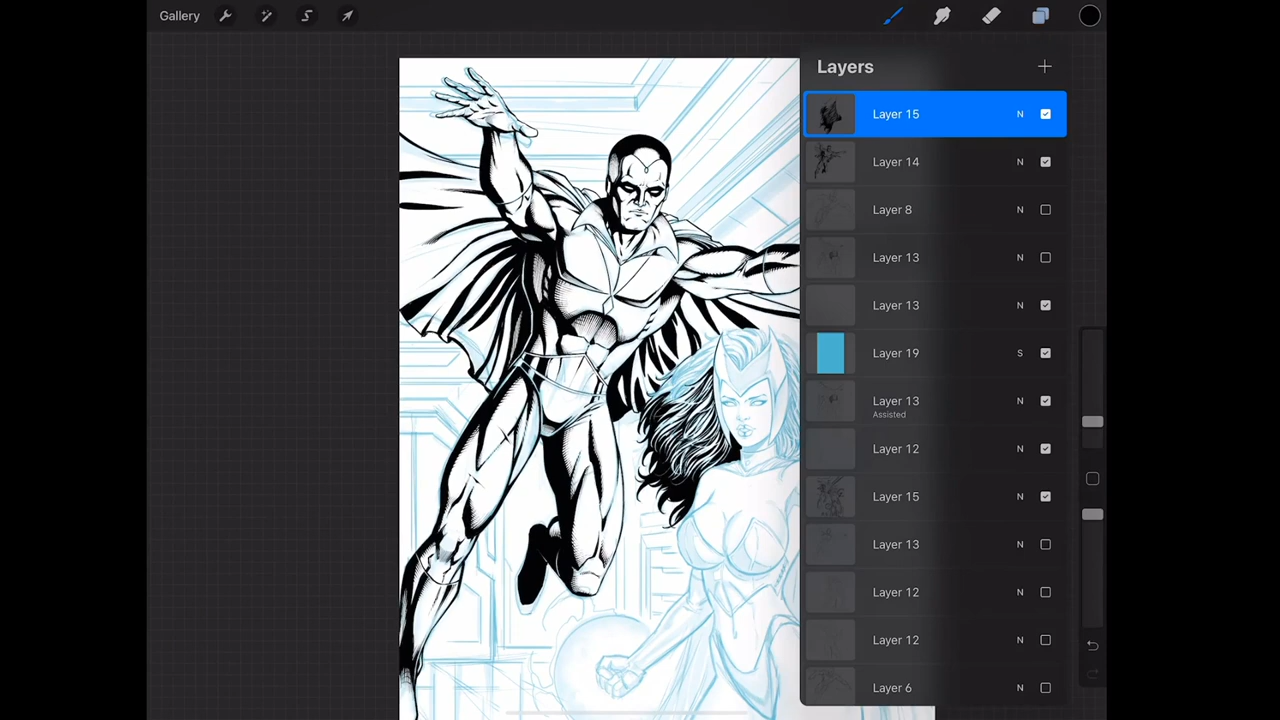 Gallery
Layers
Layer 15 N
Layer 14 N
Layer 8 N
Layer 13 N
Layer 13 N
Layer 19 S
Layer 13 N
Assisted
Layer 12 N
Layer 15 N
Layer 13 N
Layer 12 N
Layer 12 N
Layer 6 N